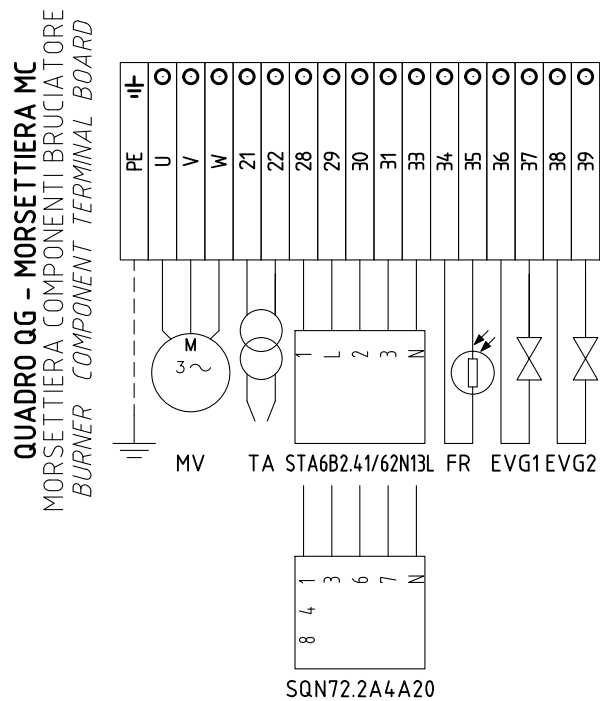 QUADRO QG - MORSETTIERA MC
MORSETTIERA COMPONENTI BRUCIATORE
BURNER COMPONENT TERMINAL BOARD
PE U V W 21 22 28 29 30 31 33 34 35 36 37 38 39
M
3~
1 L 2 3 N
MV TA STA6B2.41/62N13L FR EVG1 EVG2
1 3 6 7 N
4
8
SQN72.2A4A20